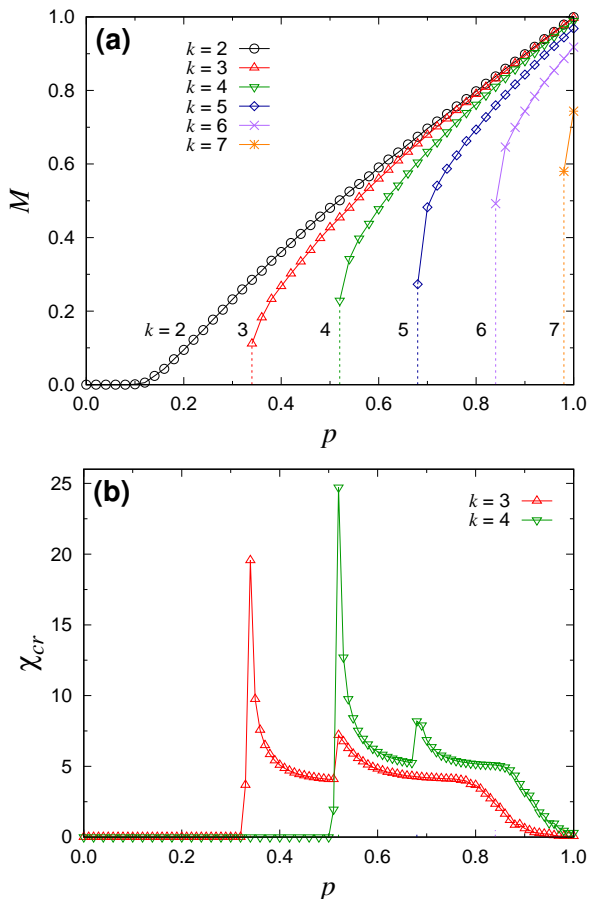 (a)
k = 2
k = 3
k = 4
k = 5
k = 6
k = 7
1.0
0.8
0.6
0.4
0.2
0.0
M
k = 2 3 4 5 6 7
0.0 0.2 0.4 0.6 0.8 1.0
p
(b)
k = 3
k = 4
25
20
15
10
5
0
χcr
0.0 0.2 0.4 0.6 0.8 1.0
p